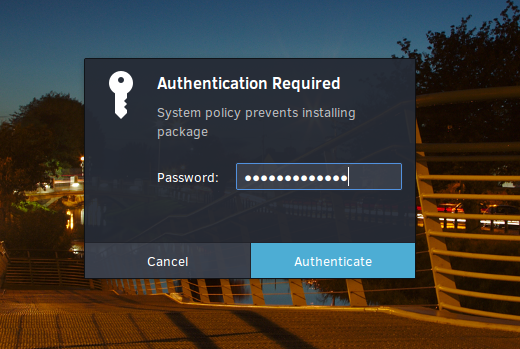 Authentication Required
System policy prevents installing
package
Password: ●●●●●●●●●●●●●
Cancel Authenticate